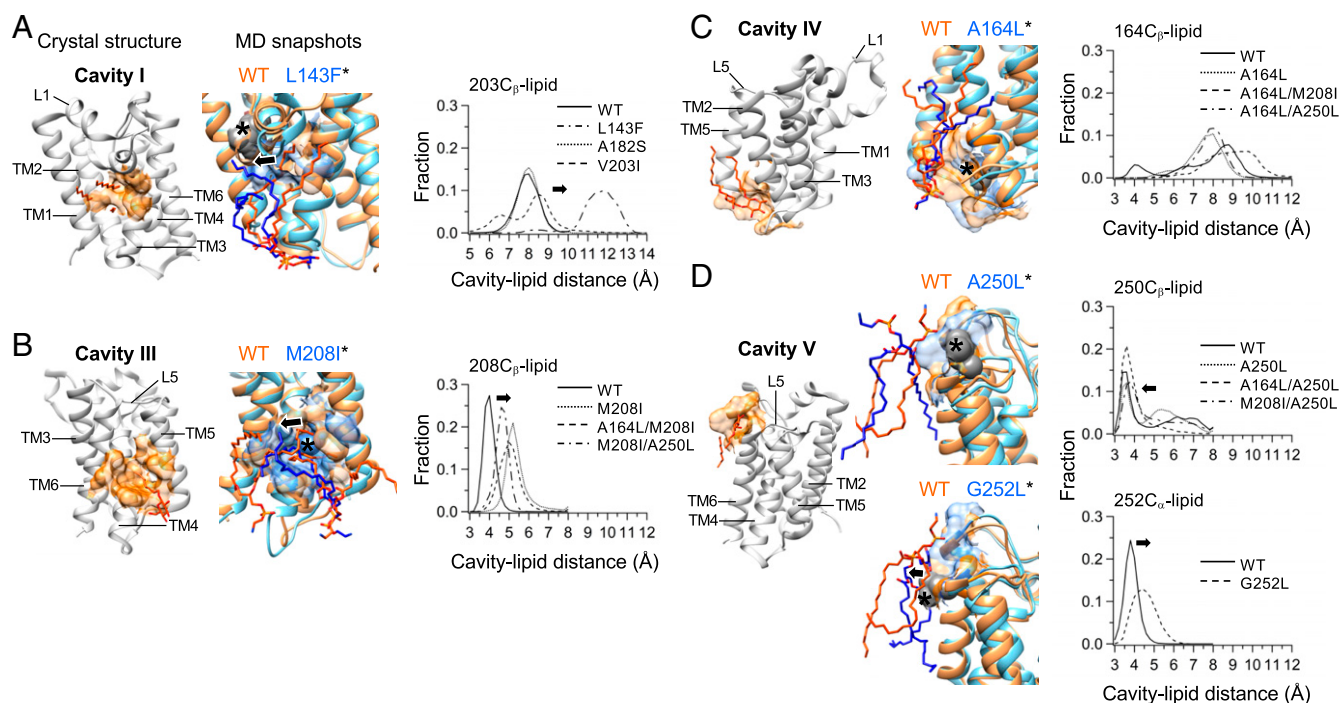 A
Crystal structure
MD snapshots
Cavity I
WT L143F*
L1
TM2
TM1
TM6
TM4
TM3
*
203Cβ-lipid
WT
L143F
A182S
V203I
Fraction
0.3
0.2
0.1
0.0
5 6 7 8 9 10 11 12 13 14
Cavity-lipid distance (Å)
B
Cavity III
WT M208I*
L5
TM3
TM5
TM6
TM4
*
208Cβ-lipid
WT
M208I
A164L/M208I
M208I/A250L
Fraction
0.3
0.2
0.1
0.0
3 4 5 6 7 8 9 10 11 12
Cavity-lipid distance (Å)
C
Cavity IV
WT A164L*
L1
L5
TM2
TM5
TM1
TM3
*
164Cβ-lipid
WT
A164L
A164L/M208I
A164L/A250L
Fraction
0.3
0.2
0.1
0.0
3 4 5 6 7 8 9 10 11 12
Cavity-lipid distance (Å)
D
WT A250L*
*
Cavity V
L5
TM2
TM6
TM5
TM4
WT G252L*
*
250Cβ-lipid
WT
A250L
A164L/A250L
M208I/A250L
0.3
0.2
0.1
0.0
3 4 5 6 7 8 9 10 11 12
Fraction
252Cα-lipid
WT
G252L
0.3
0.2
0.1
0.0
3 4 5 6 7 8 9 10 11 12
Cavity-lipid distance (Å)